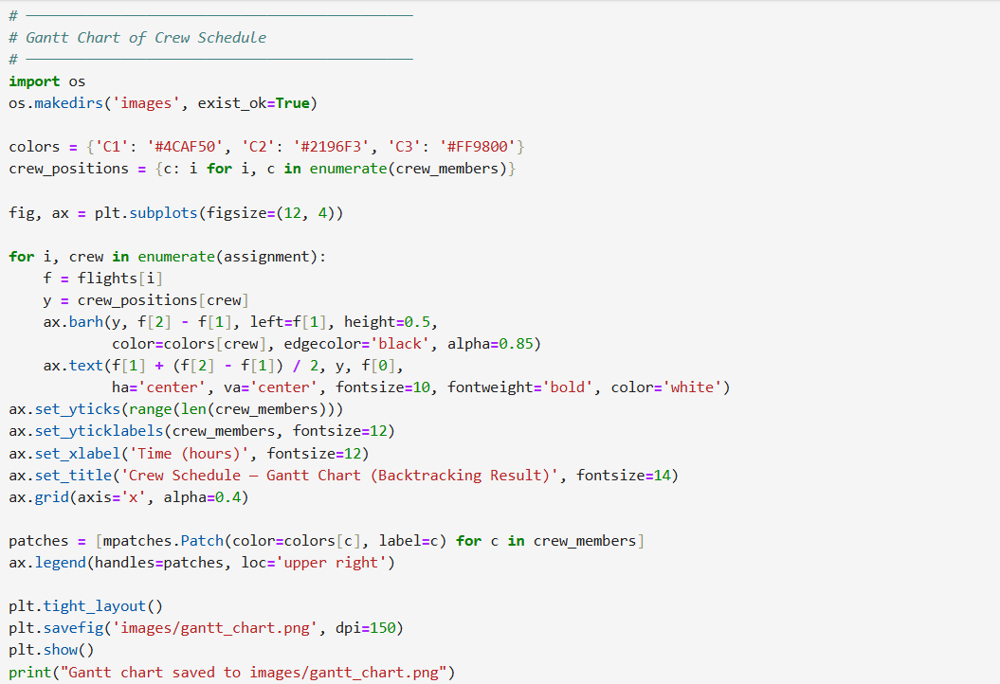 # ─────────────────────────────────────────────
# Gantt Chart of Crew Schedule
# ─────────────────────────────────────────────
import os
os.makedirs('images', exist_ok=True)

colors = {'C1': '#4CAF50', 'C2': '#2196F3', 'C3': '#FF9800'}
crew_positions = {c: i for i, c in enumerate(crew_members)}

fig, ax = plt.subplots(figsize=(12, 4))

for i, crew in enumerate(assignment):
    f = flights[i]
    y = crew_positions[crew]
    ax.barh(y, f[2] - f[1], left=f[1], height=0.5,
            color=colors[crew], edgecolor='black', alpha=0.85)
    ax.text(f[1] + (f[2] - f[1]) / 2, y, f[0],
            ha='center', va='center', fontsize=10, fontweight='bold', color='white')
ax.set_yticks(range(len(crew_members)))
ax.set_yticklabels(crew_members, fontsize=12)
ax.set_xlabel('Time (hours)', fontsize=12)
ax.set_title('Crew Schedule — Gantt Chart (Backtracking Result)', fontsize=14)
ax.grid(axis='x', alpha=0.4)

patches = [mpatches.Patch(color=colors[c], label=c) for c in crew_members]
ax.legend(handles=patches, loc='upper right')

plt.tight_layout()
plt.savefig('images/gantt_chart.png', dpi=150)
plt.show()
print("Gantt chart saved to images/gantt_chart.png")